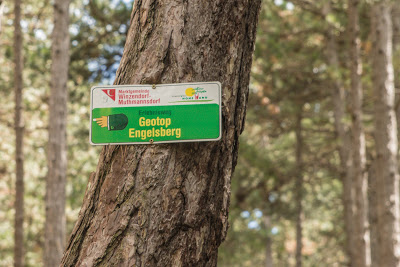 Marktgemeinde
Winzendorf-
Muthmannsdorf
Geotop
Engelsberg